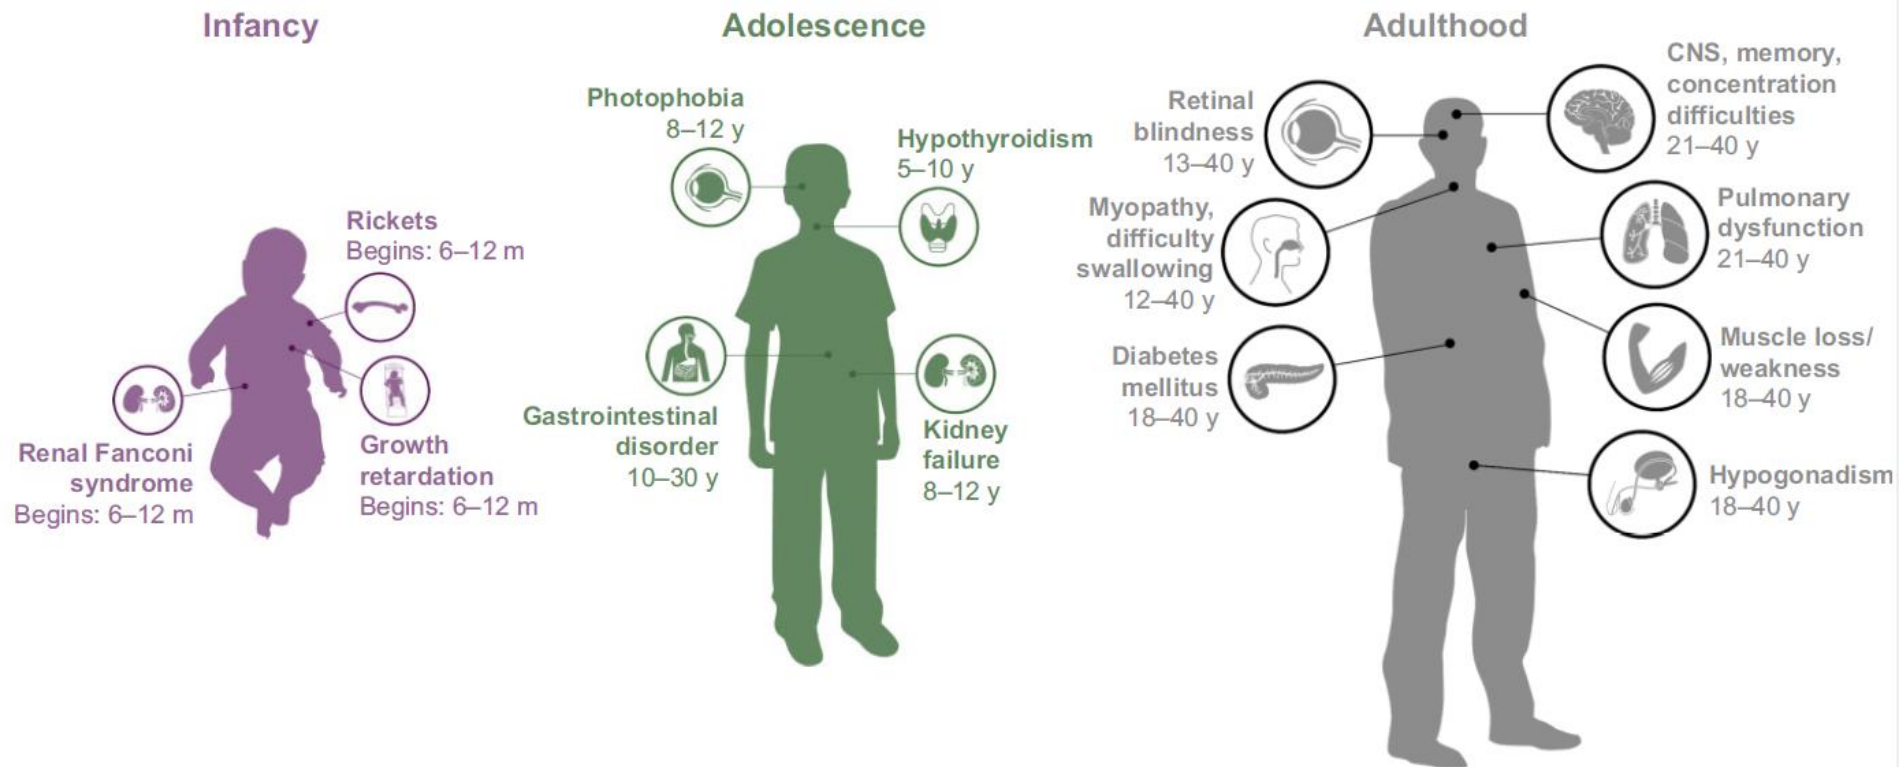 Infancy
Rickets
Begins: 6–12 m
Renal Fanconi
syndrome
Begins: 6–12 m
Growth
retardation
Begins: 6–12 m
Adolescence
Photophobia
8–12 y
Hypothyroidism
5–10 y
Gastrointestinal
disorder
10–30 y
Kidney
failure
8–12 y
Adulthood
Retinal
blindness
13–40 y
CNS, memory,
concentration
difficulties
21–40 y
Myopathy,
difficulty
swallowing
12–40 y
Pulmonary
dysfunction
21–40 y
Diabetes
mellitus
18–40 y
Muscle loss/
weakness
18–40 y
Hypogonadism
18–40 y